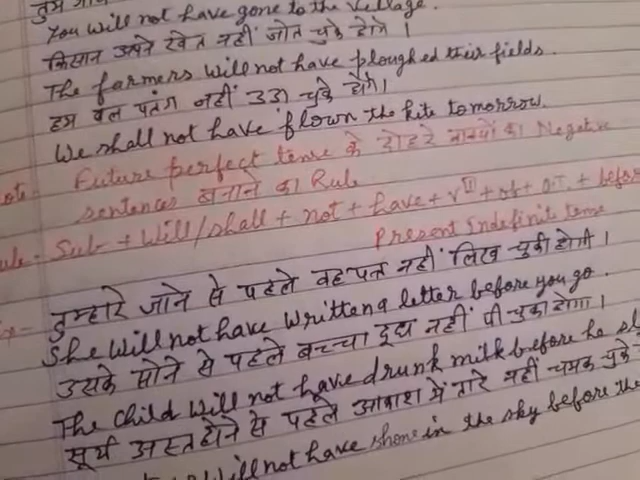 तुम गाँव
You will not have gone to the village.
किसान अपने खेत नहीं जोत चुके होंगे।
The farmers will not have ploughed their fields.
हम कल पतंग नहीं उड़ा चुके होंगे।
We shall not have flown the kite tomorrow.
Future perfect tense के दोहरे वाक्यों का Negative
sentences बनाने का Rule
Sub + Will/shall + not + have + VIII + ob + O.T. + before
Present Indefinite tense
तुम्हारे जाने से पहले वह पत्र नहीं लिख चुकी होगी।
She will not have written a letter before you go.
उसके सोने से पहले बच्चा दूध नहीं पी चुका होगा।
The child will not have drunk milk before he sl
सूर्य अस्त होने से पहले आकाश में तारे नहीं चमक चुके
will not have shone in the sky before the